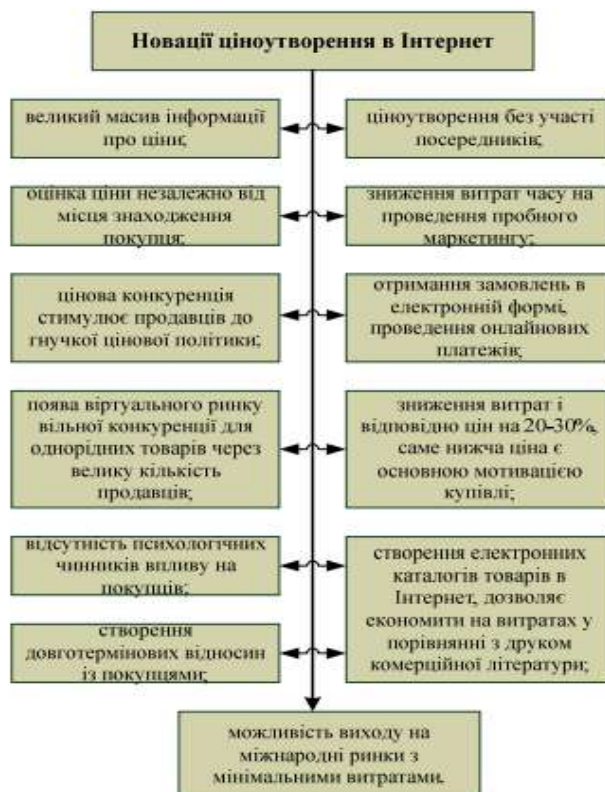 Новації ціноутворення в Інтернет
великий масив інформації
про ціни;
ціноутворення без участі
посередників;
оцінка ціни незалежно від
місця знаходження
покупця;
зниження витрат часу на
проведення пробного
маркетингу;
цінова конкуренція
стимулює продавців до
гнучкої цінової політики;
отримання замовлень в
електронній формі,
проведення онлайнових
платежів;
поява віртуального ринку
вільної конкуренції для
однорідних товарів через
велику кількість
продавців;
зниження витрат і
відповідно цін на 20-30%,
саме нижча ціна є
основною мотивацією
купівлі;
відсутність психологічних
чинників впливу на
покупців;
створення
довготермінових відносин
із покупцями;
створення електронних
каталогів товарів в
Інтернет, дозволяє
економити на витратах у
порівнянні з друком
комерційної літератури;
можливість виходу на
міжнародні ринки з
мінімальними витратами.